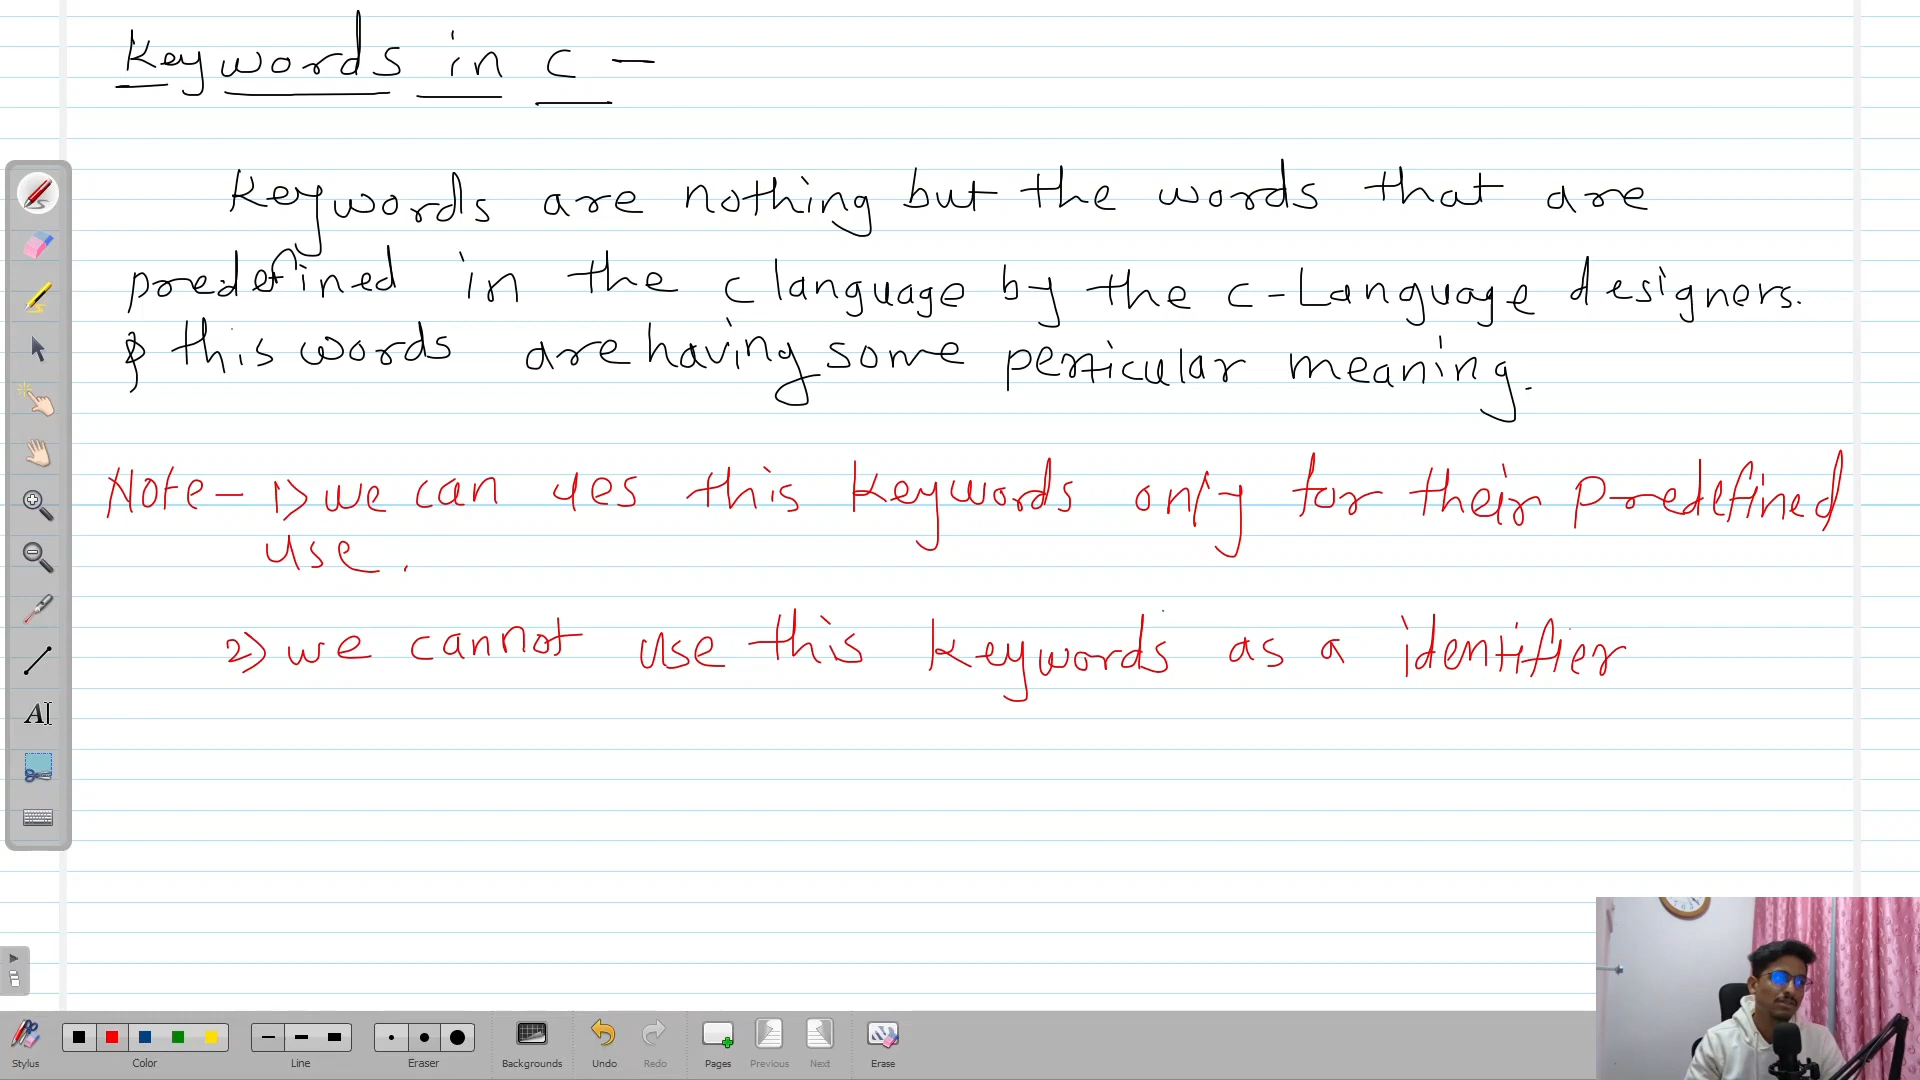 Keywords in c -
Keywords are nothing but the words that are
predefined in the c language by the c-Language designers.
& this words are having some perticular meaning.
Note - 1) we can yes this keywords only for their predefined
use.
2) we cannot use this keywords as a identifier
AI
Stylus Color Line Eraser Backgrounds Undo Redo Pages Previous Next Erase